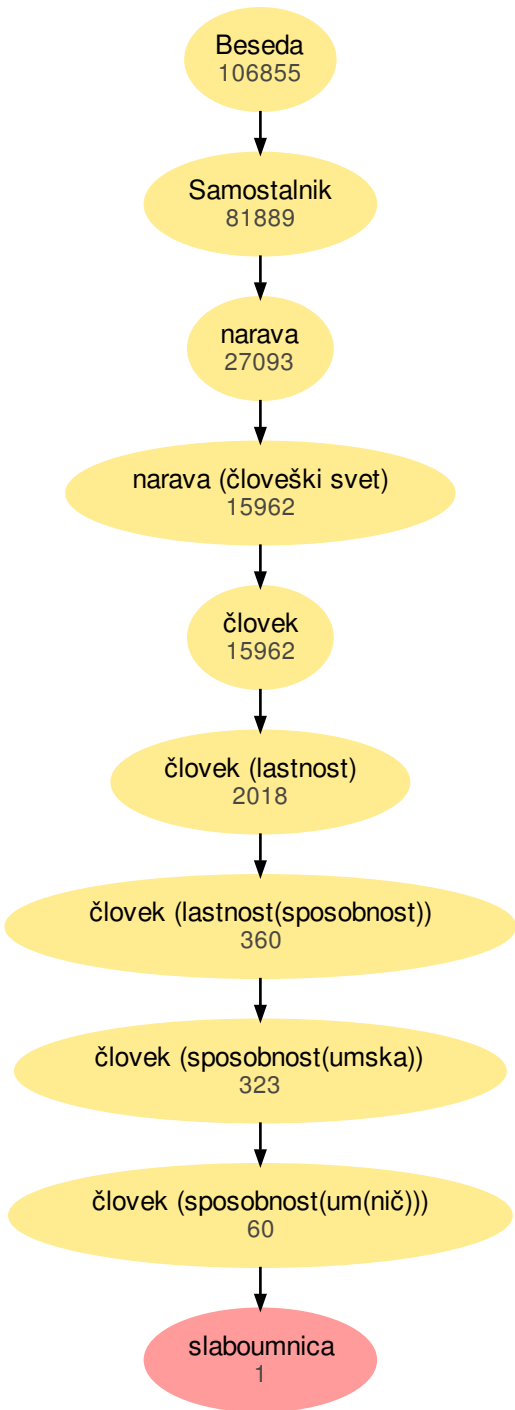 Beseda
106855
Samostalnik
81889
narava
27093
narava (človeški svet)
15962
človek
15962
človek (lastnost)
2018
človek (lastnost(sposobnost))
360
človek (sposobnost(umska))
323
človek (sposobnost(um(nič)))
60
slaboumnica
1